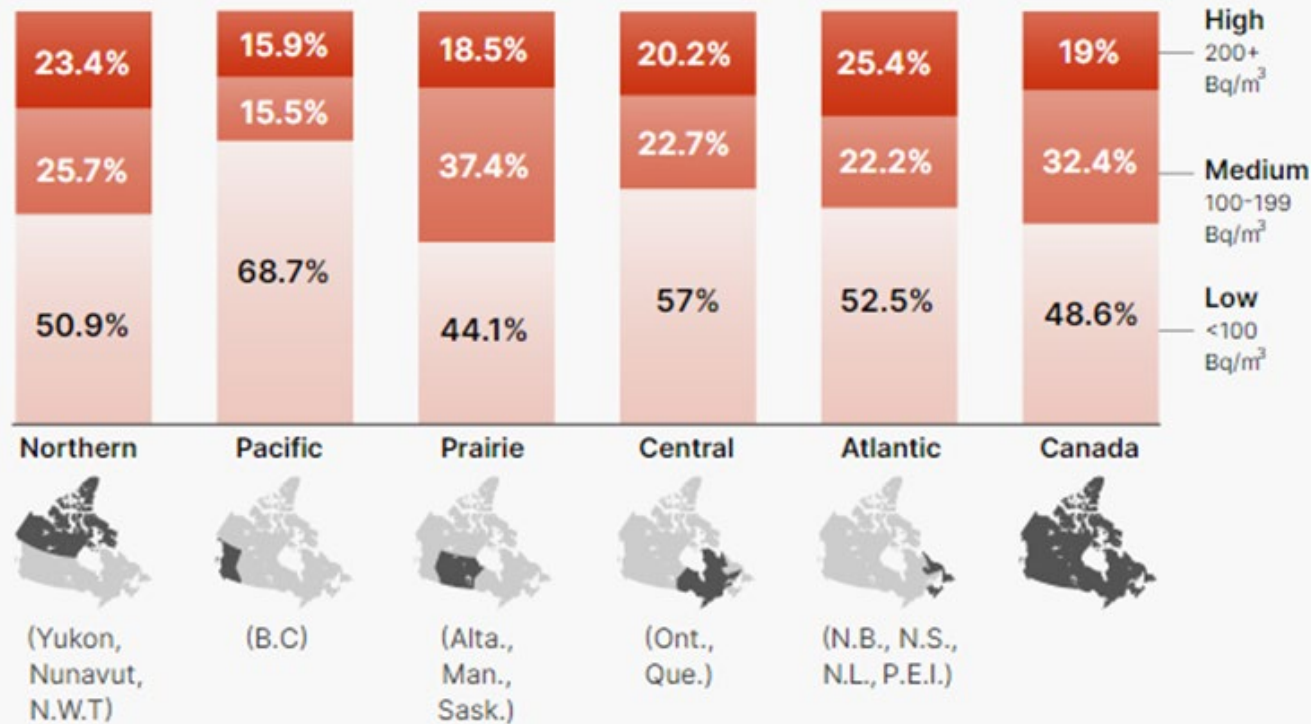 23.4%
25.7%
50.9%
15.9%
15.5%
68.7%
18.5%
37.4%
44.1%
20.2%
22.7%
57%
25.4%
22.2%
52.5%
19%
32.4%
48.6%
High
200+
Bq/m³
Medium
100-199
Bq/m³
Low
<100
Bq/m³
Northern
Pacific
Prairie
Central
Atlantic
Canada
(Yukon,
Nunavut,
N.W.T)
(B.C)
(Alta.,
Man.,
Sask.)
(Ont.,
Que.)
(N.B., N.S.,
N.L., P.E.I.)